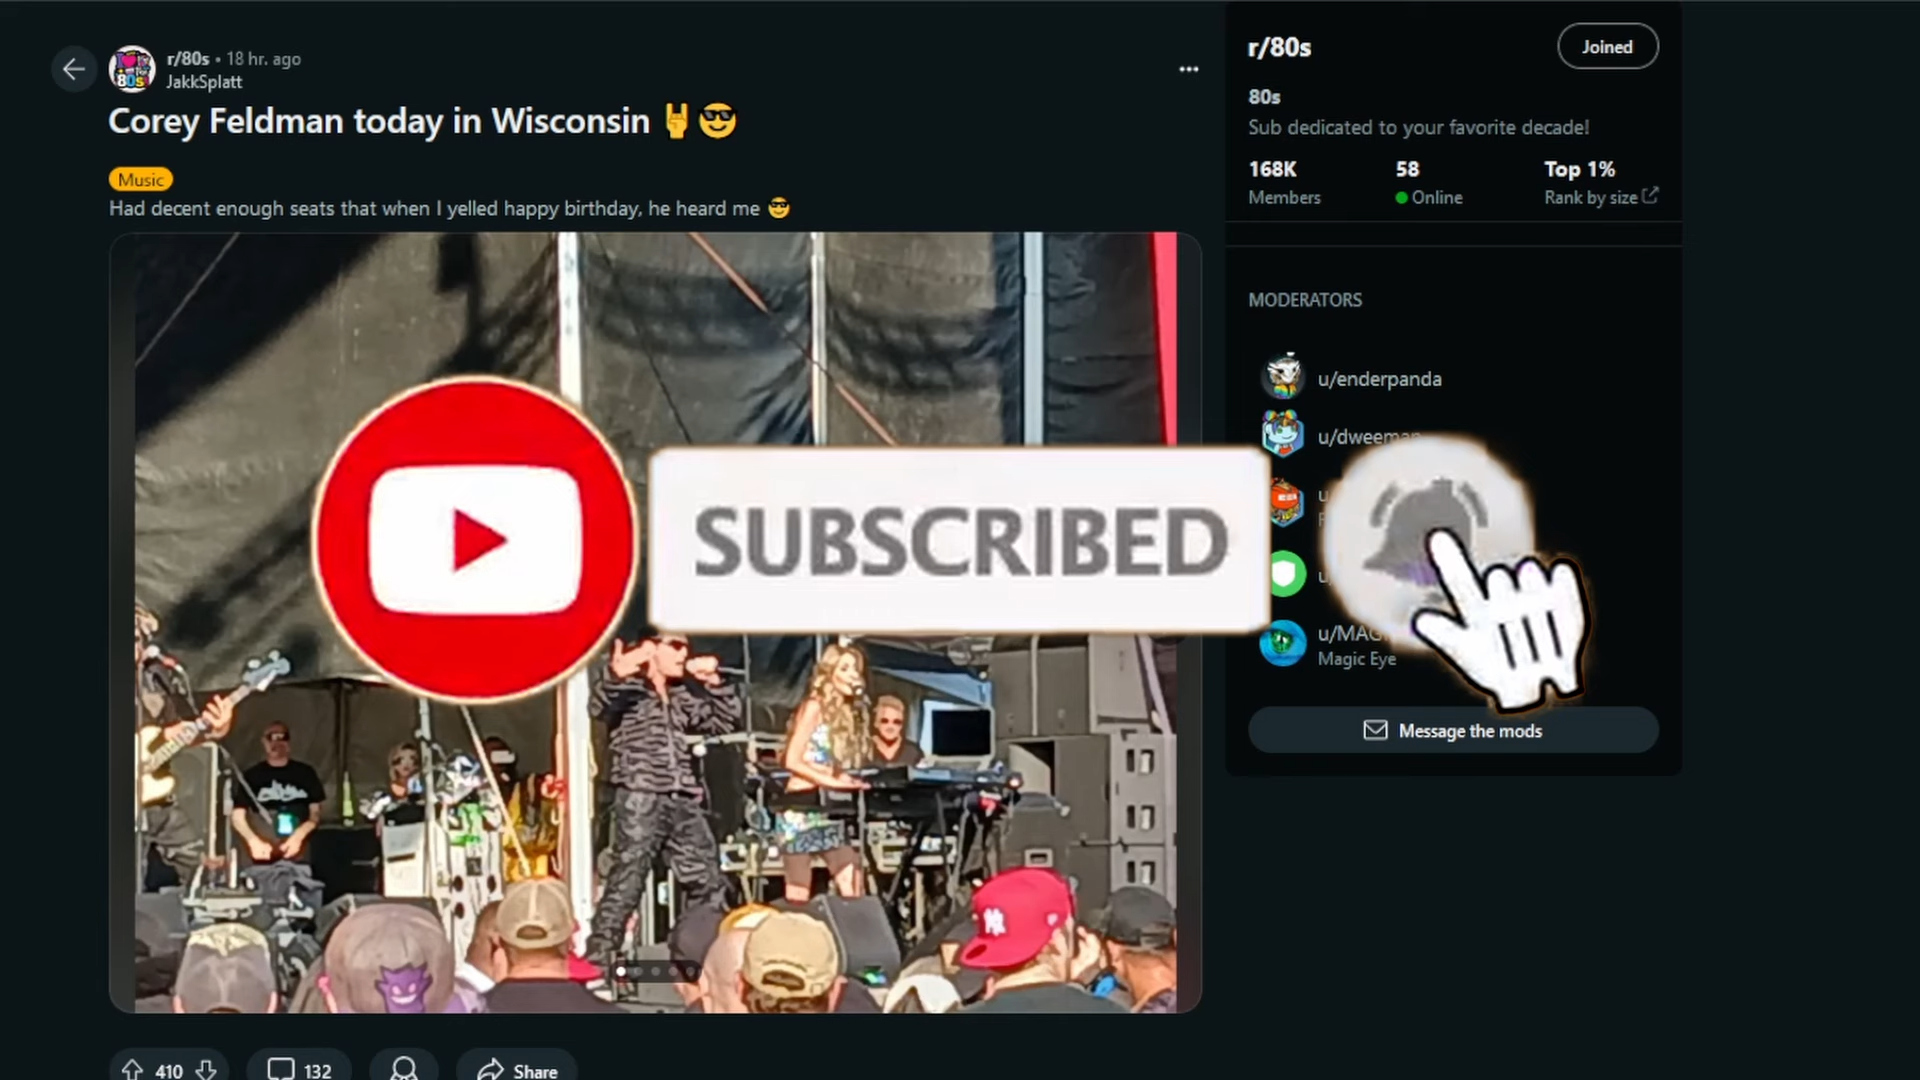 r/80s • 18 hr. ago
JakkSplatt
Corey Feldman today in Wisconsin 🤘😎
Music
Had decent enough seats that when I yelled happy birthday, he heard me 😎
SUBSCRIBED
410
132
Share
r/80s
Joined
80s
Sub dedicated to your favorite decade!
168K
58
Top 1%
Members
Online
Rank by size
MODERATORS
u/enderpanda
u/dweeman
Magic Eye
Message the mods